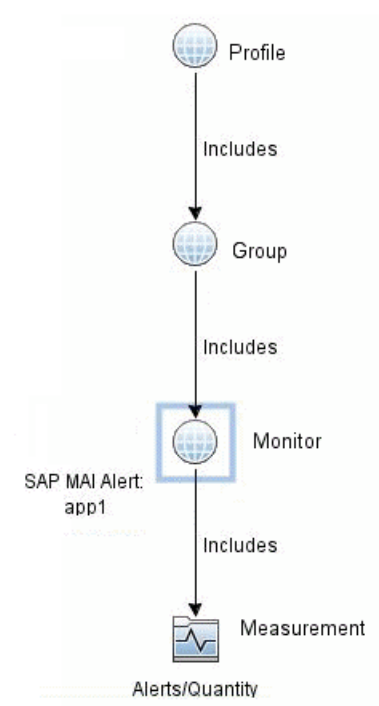 Profile
Includes
Group
Includes
Monitor
SAP MAI Alert:
app1
Includes
Measurement
Alerts/Quantity